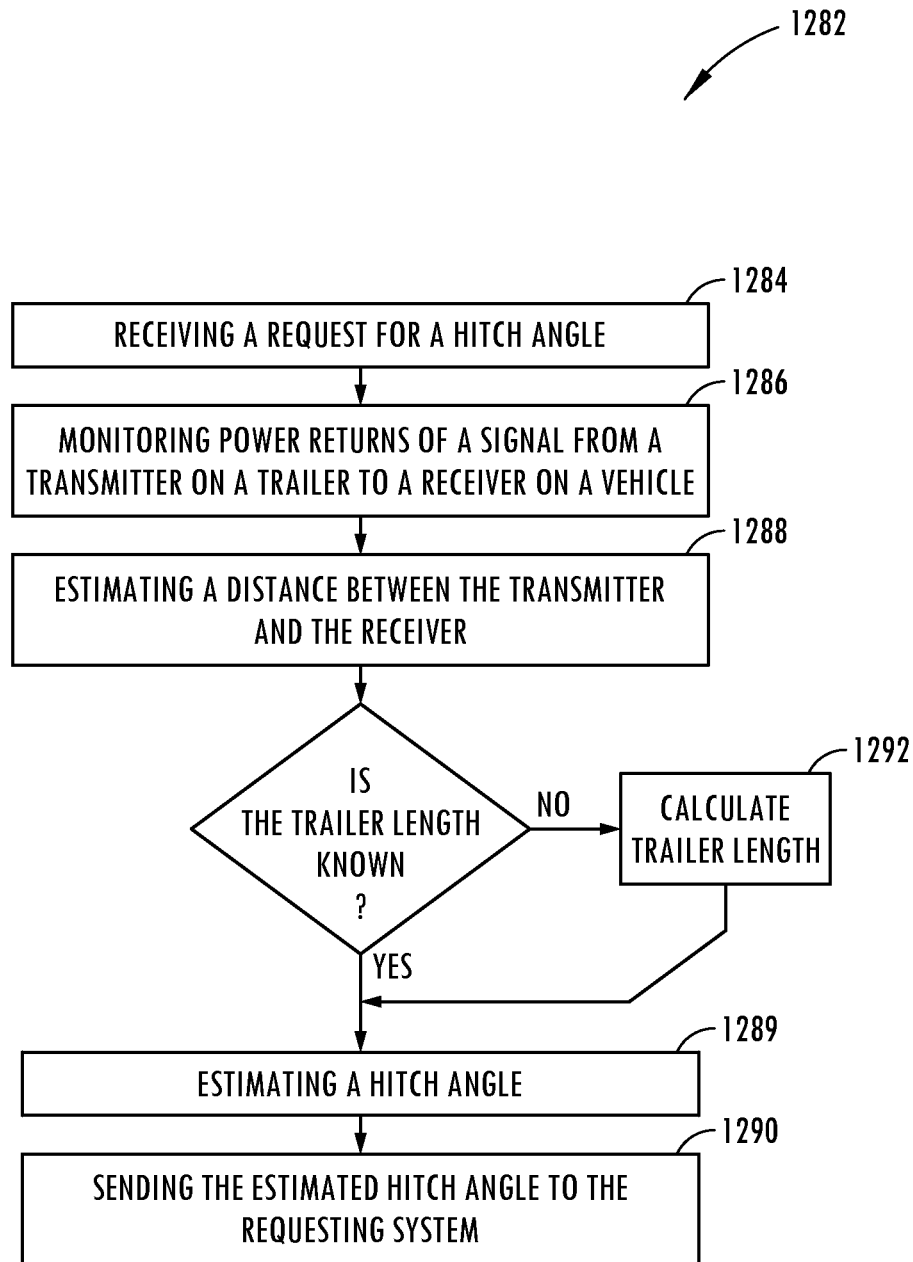 1282
1284
RECEIVING A REQUEST FOR A HITCH ANGLE
1286
MONITORING POWER RETURNS OF A SIGNAL FROM A
TRANSMITTER ON A TRAILER TO A RECEIVER ON A VEHICLE
1288
ESTIMATING A DISTANCE BETWEEN THE TRANSMITTER
AND THE RECEIVER
IS
THE TRAILER LENGTH
KNOWN
?
NO
1292
CALCULATE
TRAILER LENGTH
YES
1289
ESTIMATING A HITCH ANGLE
1290
SENDING THE ESTIMATED HITCH ANGLE TO THE
REQUESTING SYSTEM